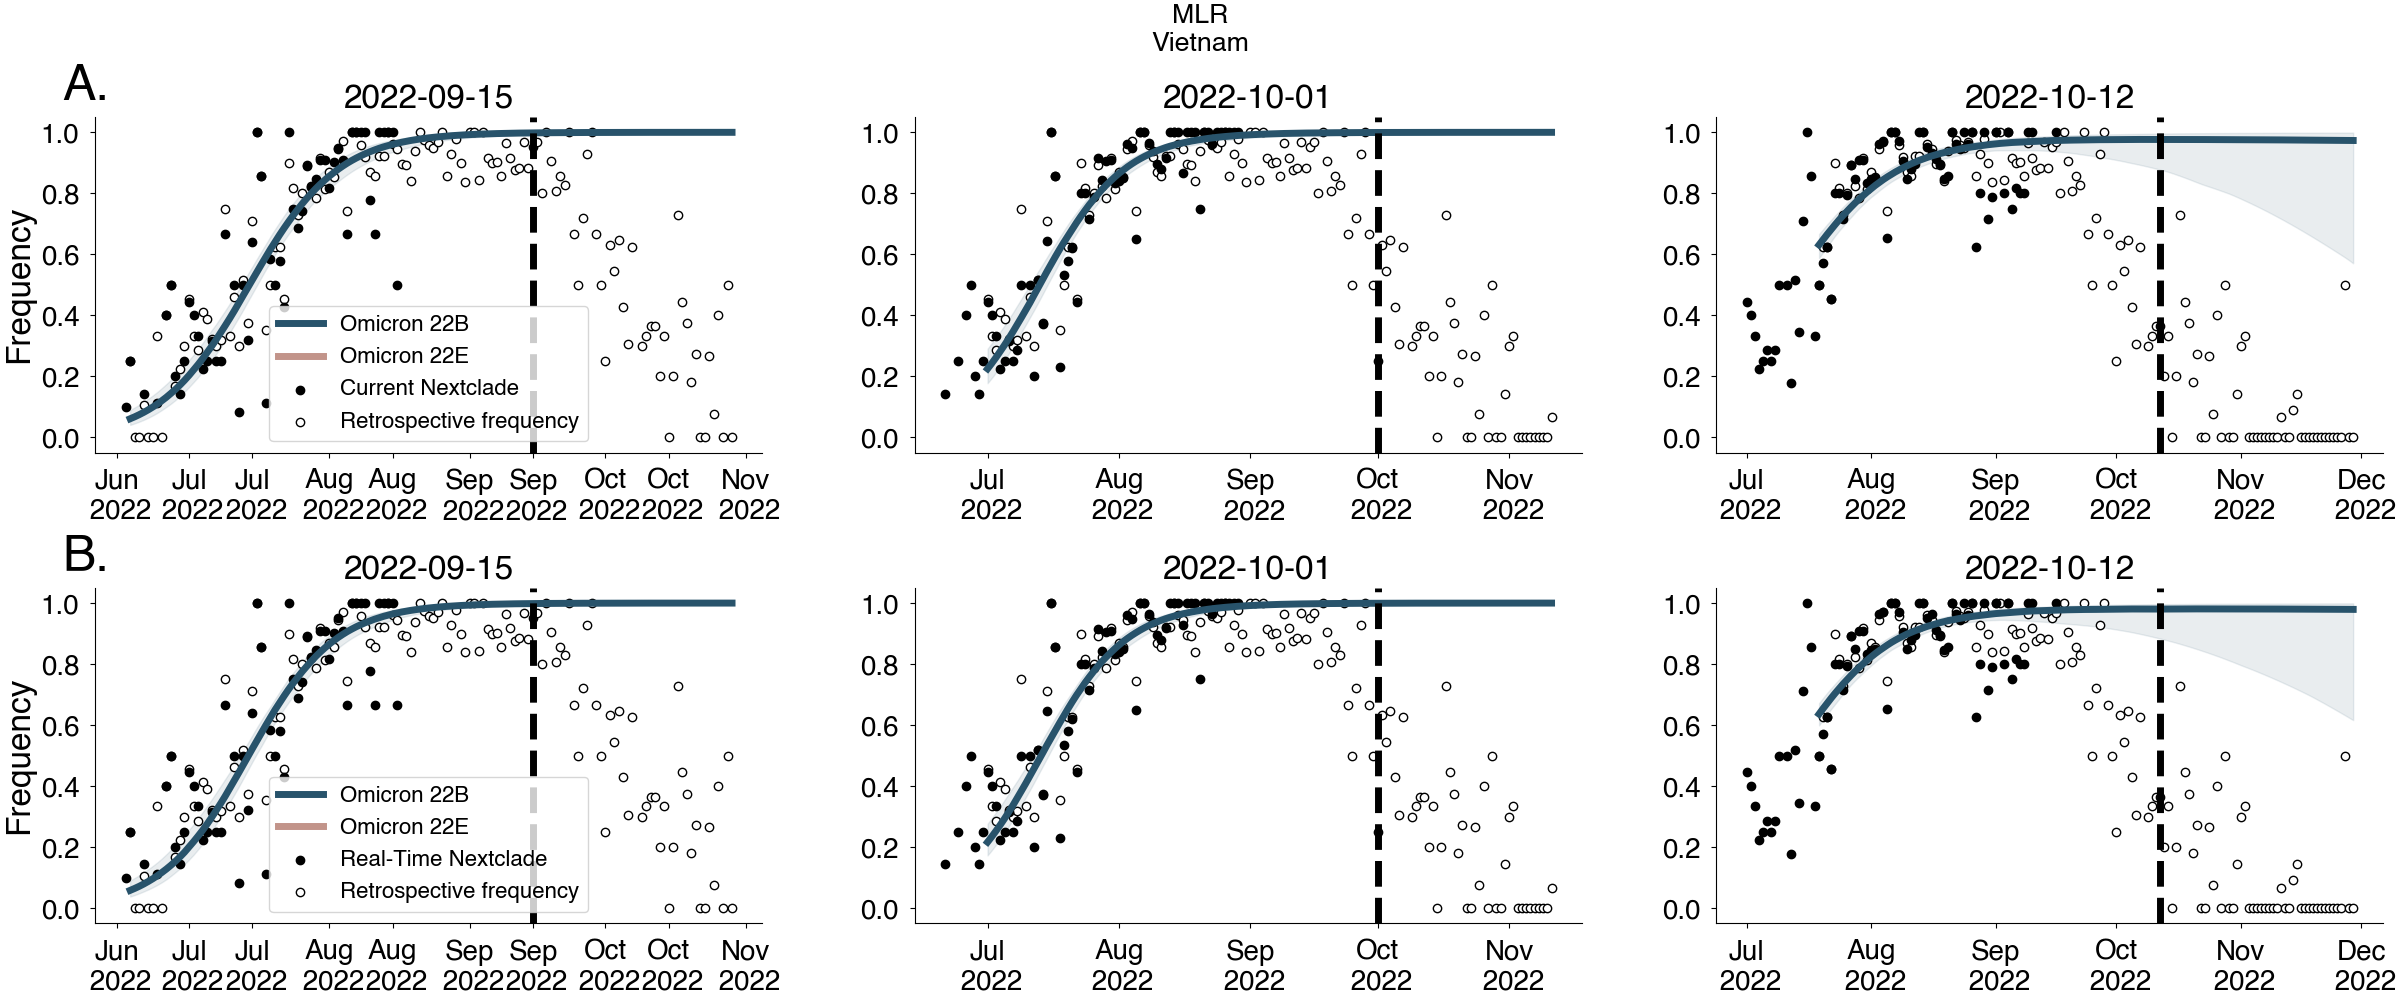 MLR
Vietnam
A.
2022-09-15
2022-10-01
2022-10-12
Frequency
1.0
0.8
0.6
0.4
0.2
0.0
Omicron 22B
Omicron 22E
Current Nextclade
Retrospective frequency
Jun Jul Jul Aug Aug Sep Sep Oct Oct Nov
2022 2022 2022 2022 2022 2022 2022 2022 2022 2022
1.0
0.8
0.6
0.4
0.2
0.0
Jul Aug Sep Oct Nov
2022 2022 2022 2022 2022
1.0
0.8
0.6
0.4
0.2
0.0
Jul Aug Sep Oct Nov Dec
2022 2022 2022 2022 2022 2022
B.
2022-09-15
2022-10-01
2022-10-12
Frequency
1.0
0.8
0.6
0.4
0.2
0.0
Omicron 22B
Omicron 22E
Real-Time Nextclade
Retrospective frequency
Jun Jul Jul Aug Aug Sep Sep Oct Oct Nov
2022 2022 2022 2022 2022 2022 2022 2022 2022 2022
1.0
0.8
0.6
0.4
0.2
0.0
Jul Aug Sep Oct Nov
2022 2022 2022 2022 2022
1.0
0.8
0.6
0.4
0.2
0.0
Jul Aug Sep Oct Nov Dec
2022 2022 2022 2022 2022 2022